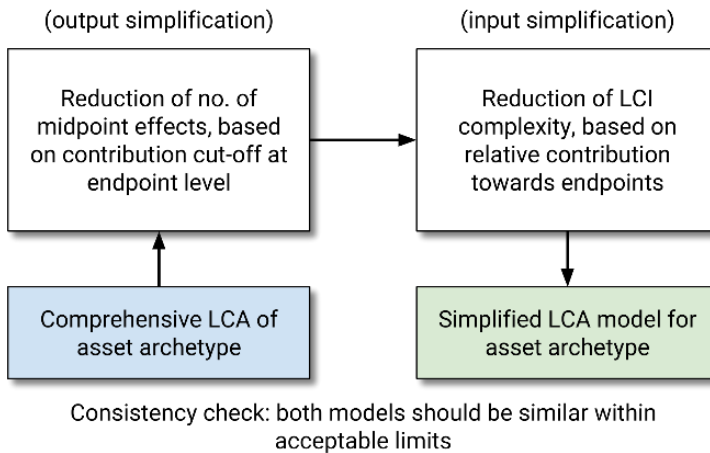 (output simplification)
(input simplification)
Reduction of no. of
midpoint effects, based
on contribution cut-off at
endpoint level
Reduction of LCI
complexity, based on
relative contribution
towards endpoints
Comprehensive LCA of
asset archetype
Simplified LCA model for
asset archetype
Consistency check: both models should be similar within
acceptable limits